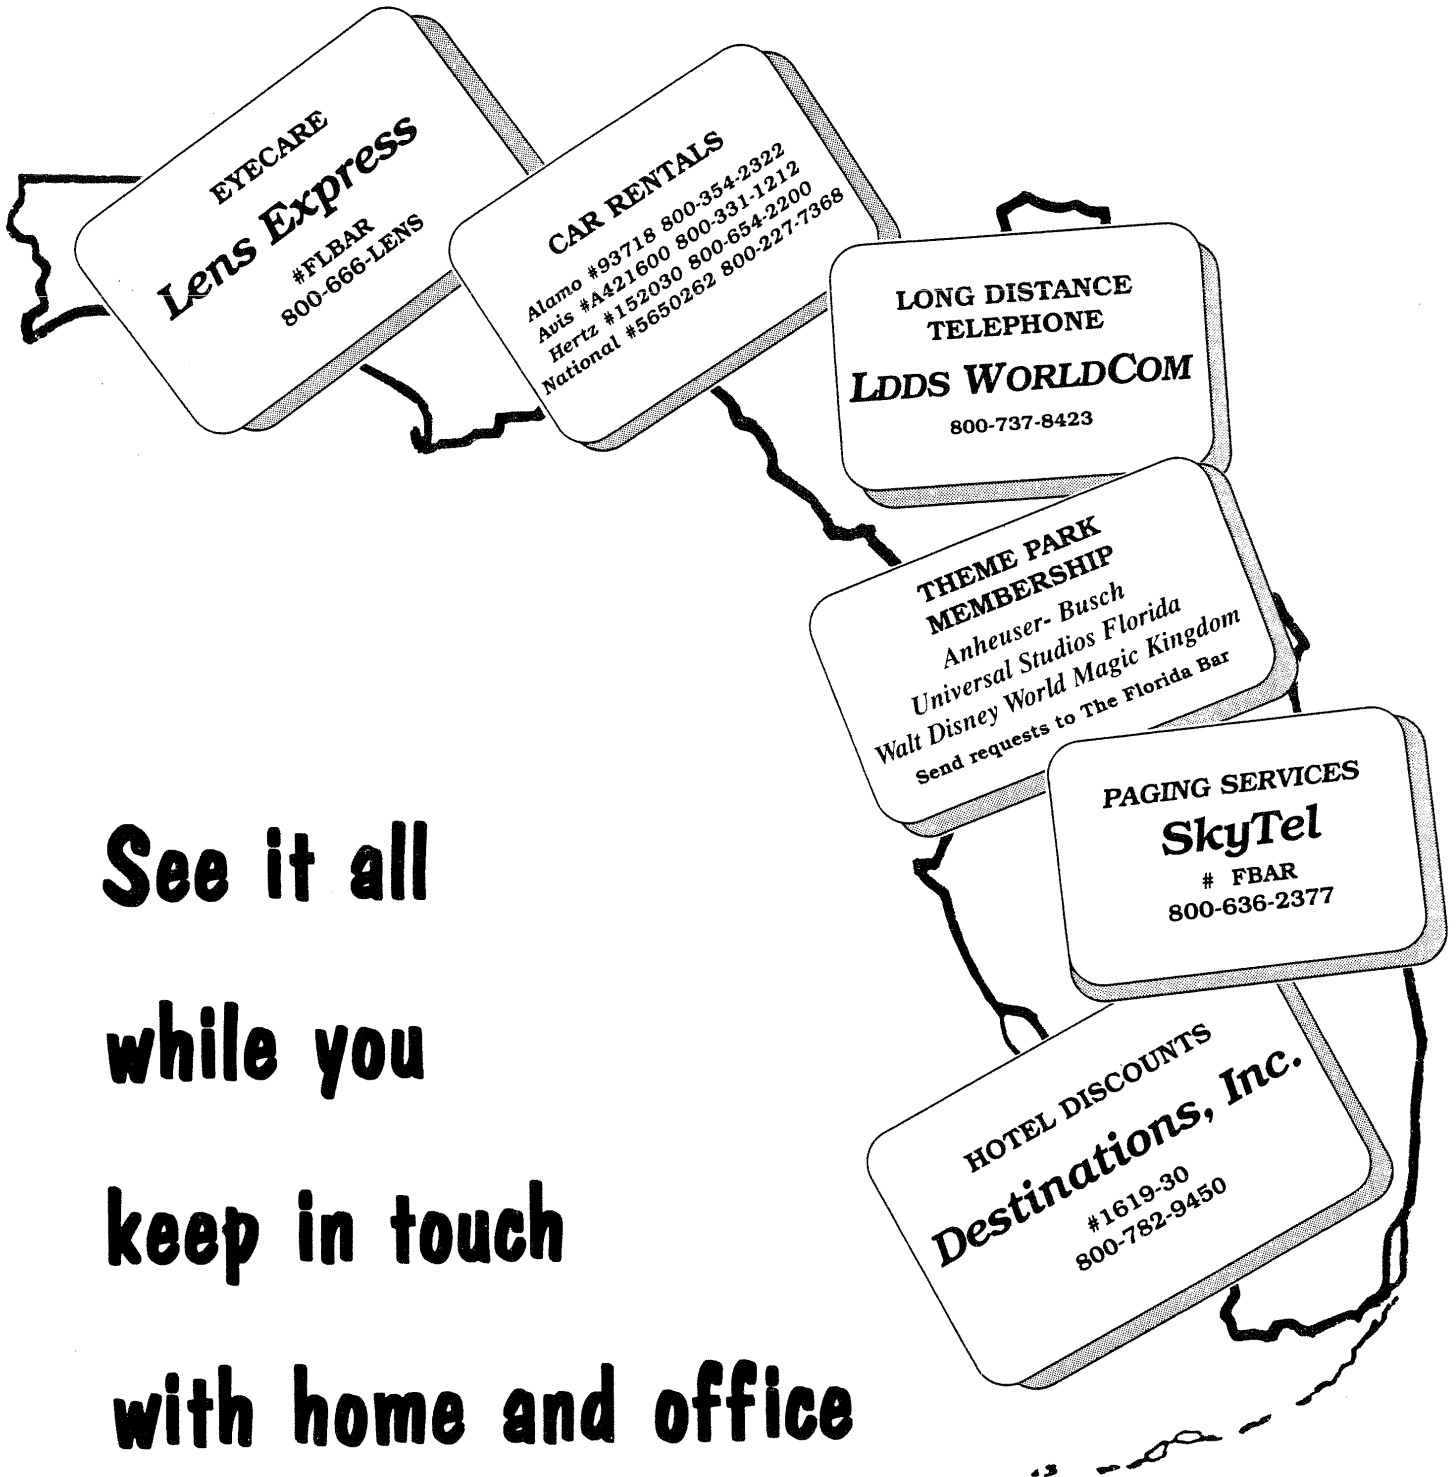 EYECARE
Lens Express
#FLBAR
800-666-LENS
CAR RENTALS
Alamo #93718 800-354-2322
Avis #A421600 800-331-1212
Hertz #152030 800-654-2200
National #5650262 800-227-7368
LONG DISTANCE
TELEPHONE
LDDS WORLDCOM
800-737-8423
THEME PARK
MEMBERSHIP
Anheuser- Busch
Universal Studios Florida
Walt Disney World Magic Kingdom
Send requests to The Florida Bar
PAGING SERVICES
SkyTel
# FBAR
800-636-2377
HOTEL DISCOUNTS
Destinations, Inc.
#1619-30
800-782-9450
See it all
while you
keep in touch
with home and office